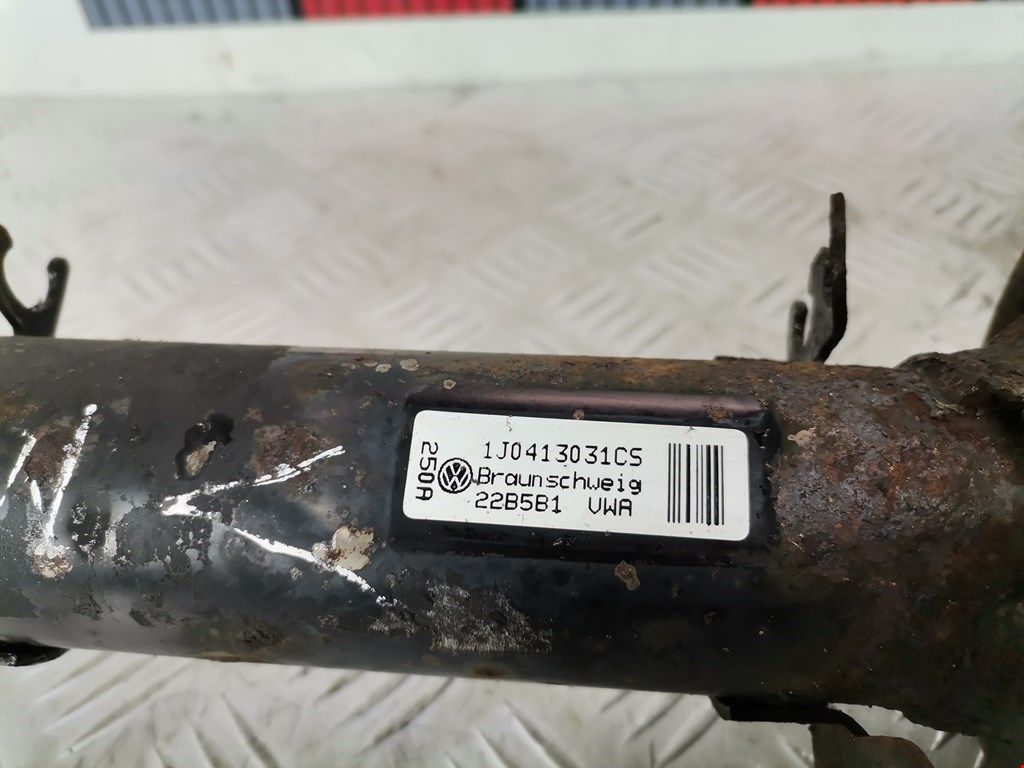 1J0413031CS
Braunschweig
22B5B1 VWA
250A